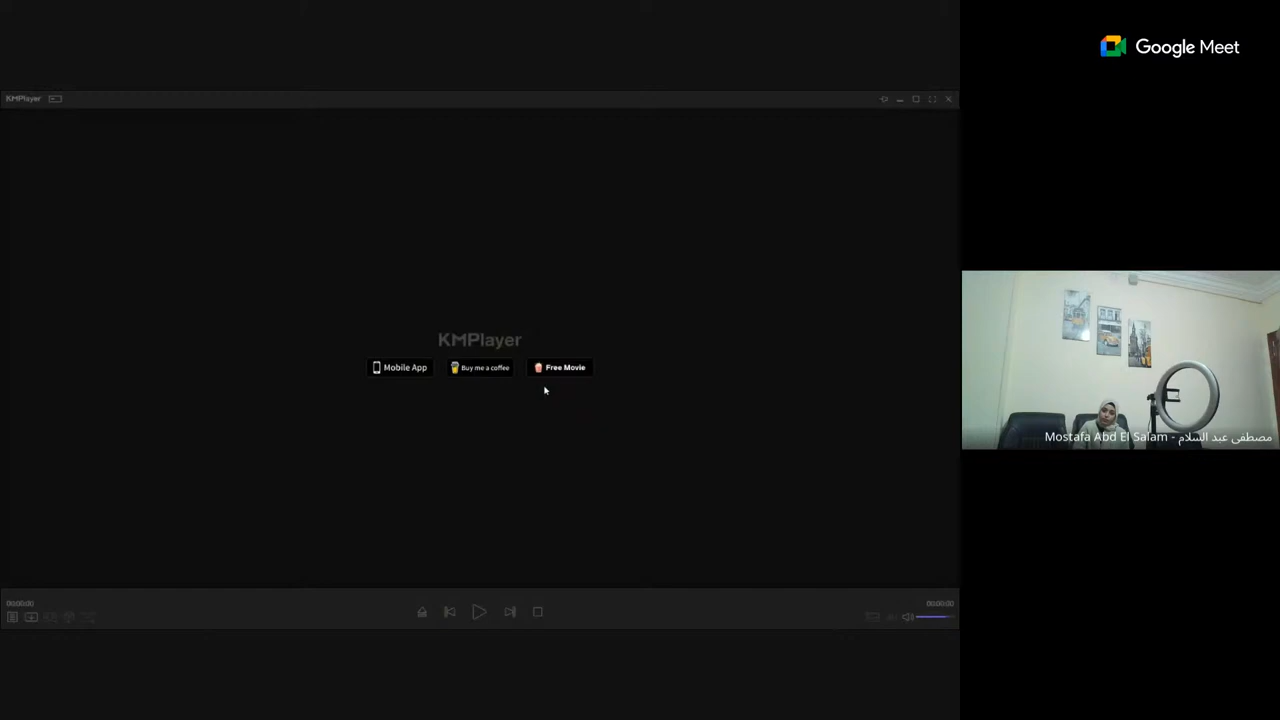 Google Meet
KMPlayer
KMPlayer
Mobile App
Buy me a coffee
Free Movie
Mostafa Abd El Salam - مصطفى عبد السلام
00:00:00
00:00:00